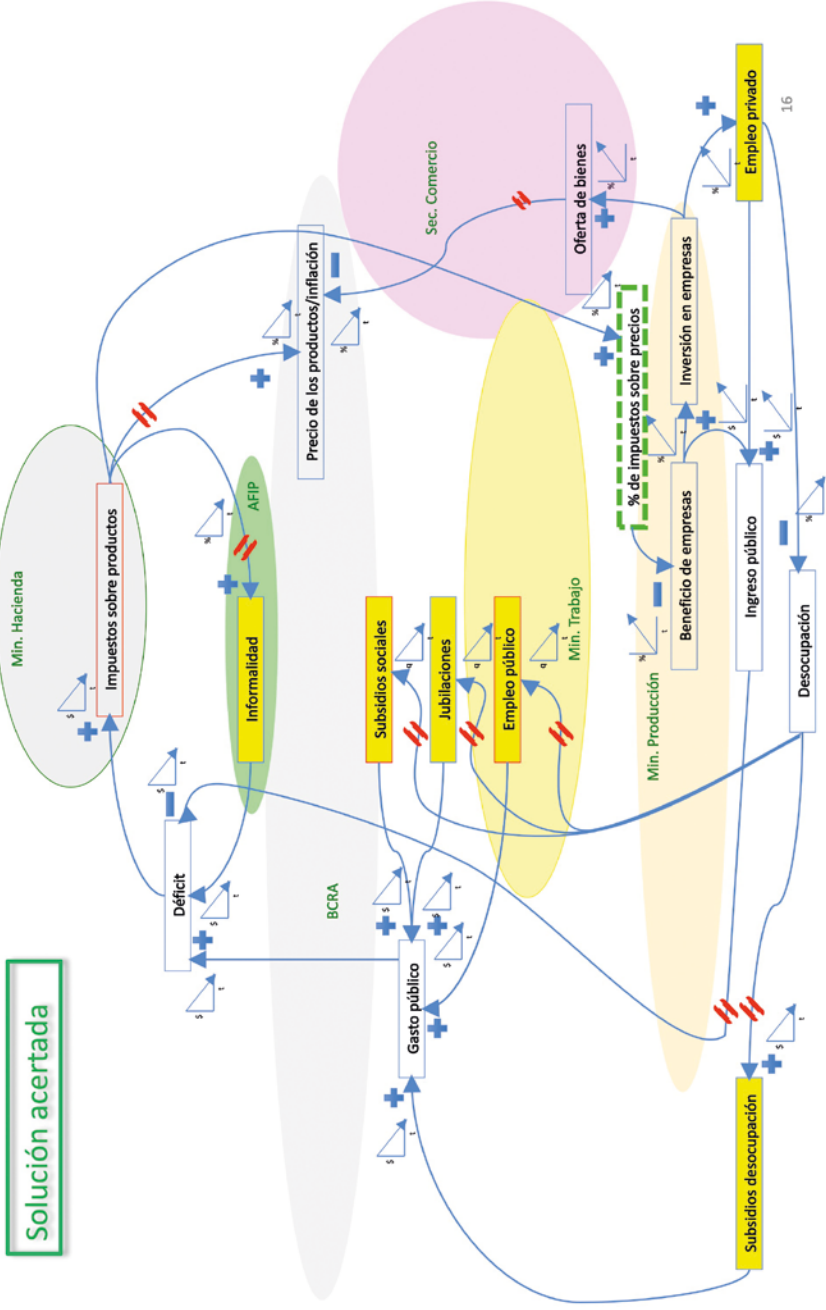 Solución acertada
Min. Hacienda
Impuestos sobre productos
Déficit
AFIP
Informalidad
BCRA
Precio de los productos/inflación
Sec. Comercio
Oferta de bienes
Subsidios sociales
Jubilaciones
Empleo público
Gasto público
Min. Trabajo
% de impuestos sobre precios
Min. Producción
Beneficio de empresas
Inversión en empresas
Ingreso público
Empleo privado
Desocupación
Subsidios desocupación
16